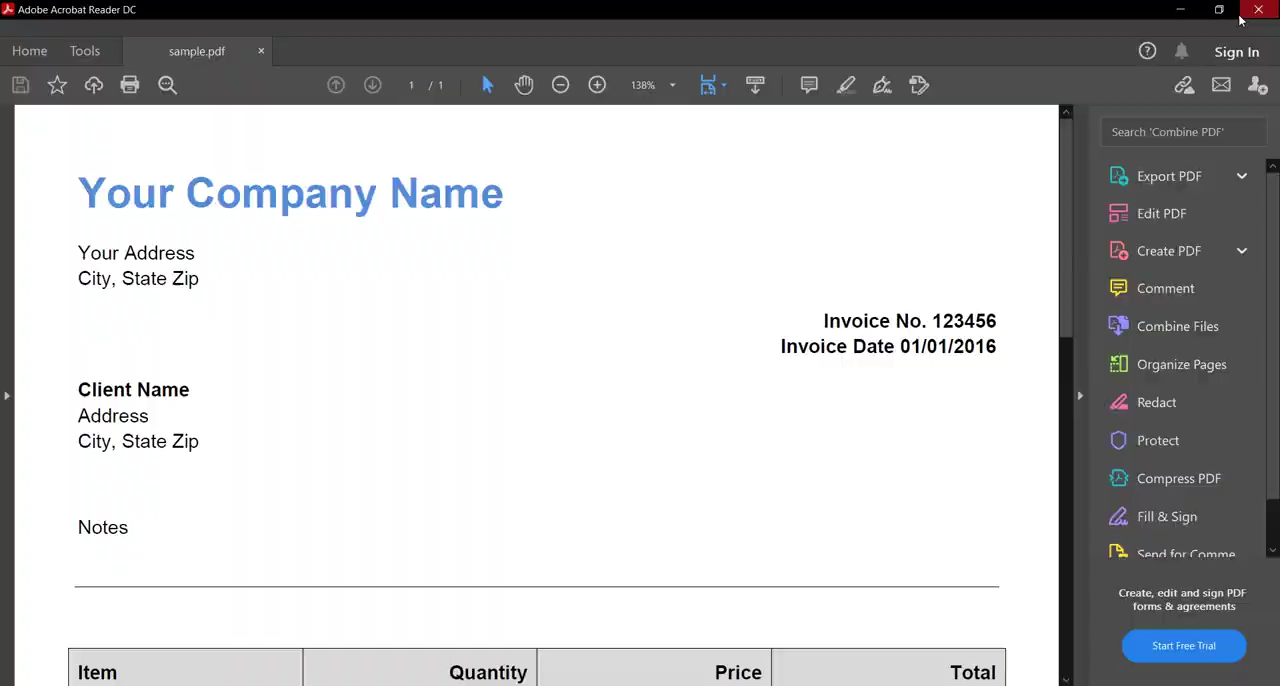 Adobe Acrobat Reader DC
Home Tools sample.pdf × Sign In
1 / 1 138%
Your Company Name
Your Address
City, State Zip
Invoice No. 123456
Invoice Date 01/01/2016
Client Name
Address
City, State Zip
Notes
Item Quantity Price Total
Search 'Combine PDF'
Export PDF
Edit PDF
Create PDF
Comment
Combine Files
Organize Pages
Redact
Protect
Compress PDF
Fill & Sign
Send for Comme
Create, edit and sign PDF
forms & agreements
Start Free Trial